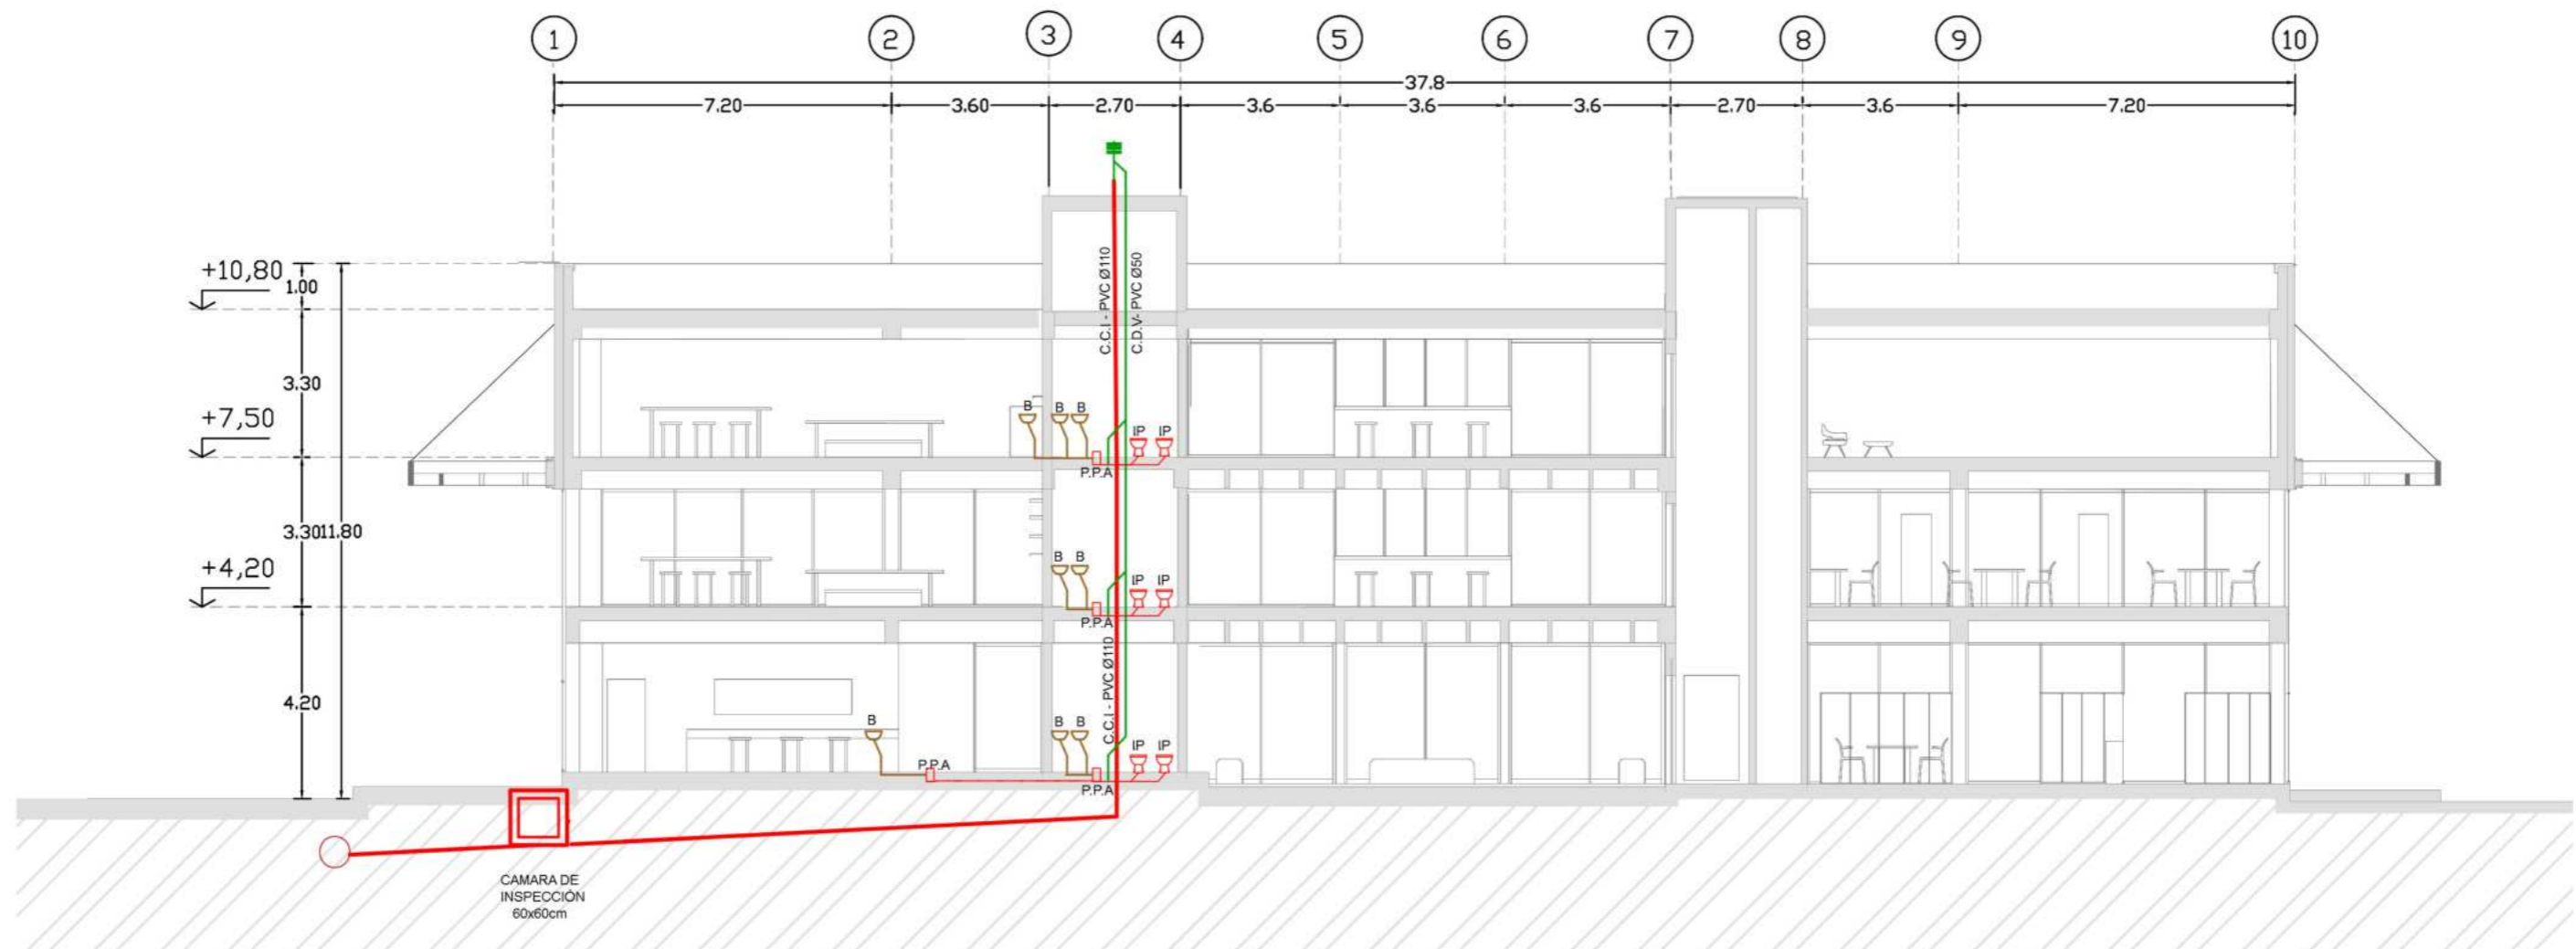 1 2 3 4 5 6 7 8 9 10
37.8
7.20 3.60 2.70 3.6 3.6 3.6 2.70 3.6 7.20
+10,80
1.00
C.C.I - PVC Ø110
C.D.V- PVC Ø50
3.30
+7,50
B B B
IP IP
P.P.A
3.30
11.80
+4,20
B B
IP IP
P.P.A
C.C.I - PVC Ø110
4.20
B
B B
IP IP
P.P.A
P.P.A
CAMARA DE
INSPECCIÓN
60x60cm